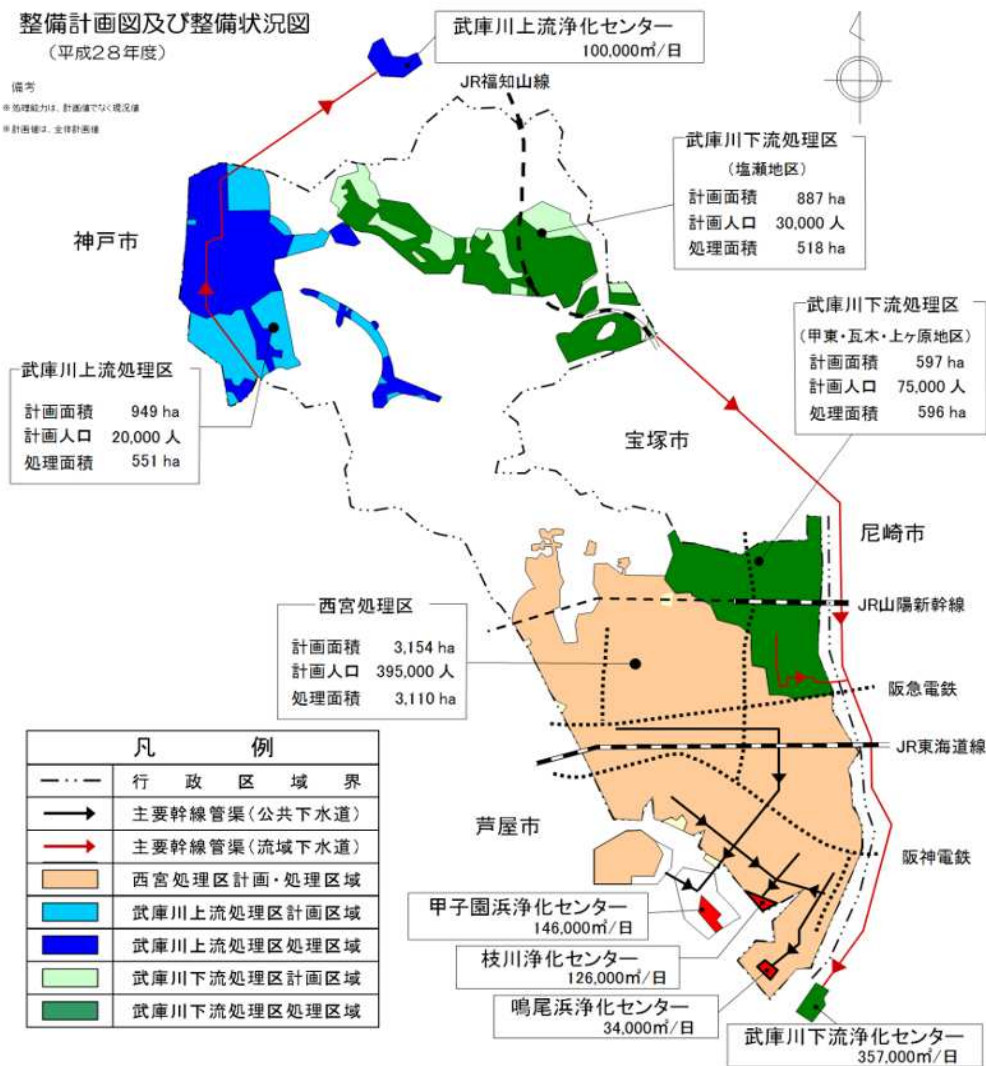 整備計画図及び整備状況図
（平成28年度）
備考
※処理能力は、計画値でなく現況値
※計画値は、全体計画値
武庫川上流浄化センター
100,000㎥/日
JR福知山線
武庫川下流処理区
（塩瀬地区）
計画面積 887 ha
計画人口 30,000 人
処理面積 518 ha
神戸市
武庫川下流処理区
（甲東・瓦木・上ヶ原地区）
計画面積 597 ha
計画人口 75,000 人
処理面積 596 ha
武庫川上流処理区
計画面積 949 ha
計画人口 20,000 人
処理面積 551 ha
宝塚市
尼崎市
西宮処理区
計画面積 3,154 ha
計画人口 395,000 人
処理面積 3,110 ha
JR山陽新幹線
阪急電鉄
JR東海道線
凡 例
行政区域界
主要幹線管渠（公共下水道）
主要幹線管渠（流域下水道）
西宮処理区計画・処理区域
武庫川上流処理区計画区域
武庫川上流処理区処理区域
武庫川下流処理区計画区域
武庫川下流処理区処理区域
芦屋市
阪神電鉄
甲子園浜浄化センター
146,000㎥/日
枝川浄化センター
126,000㎥/日
鳴尾浜浄化センター
34,000㎥/日
武庫川下流浄化センター
357,000㎥/日